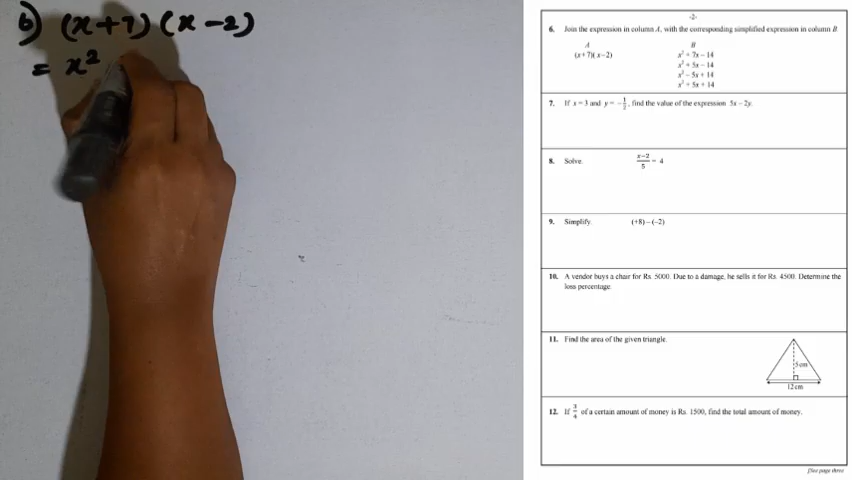 6) (x+7) (x-2)
= x²
-2-
6. Join the expression in column A, with the corresponding simplified expression in column B.
A B
(x+7)(x-2) x² + 7x - 14
x² + 5x - 14
x² - 5x + 14
x² + 5x + 14
7. If x = 3 and y = -1/2, find the value of the expression 5x - 2y.
8. Solve. (x-2)/5 = 4
9. Simplify. (+8) - (-2)
10. A vendor buys a chair for Rs. 5000. Due to a damage, he sells it for Rs. 4500. Determine the
loss percentage.
11. Find the area of the given triangle.
5cm
12cm
12. If 3/4 of a certain amount of money is Rs. 1500, find the total amount of money.
[See page three